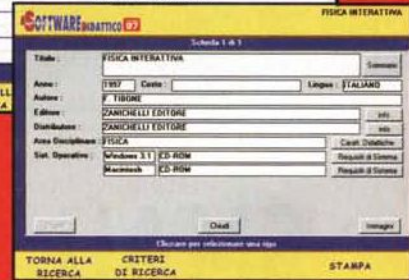 FISICA INTERATTIVA
SOFTWARE DIDATTICO 97
Scheda 1 di 1
Titolo : FISICA INTERATTIVA
Sommario
Anno : 1997 Costo : Lingua : ITALIANO
Autore : F. TIBONE
Editore : ZANICHELLI EDITORE info
Distributore : ZANICHELLI EDITORE info
Area Disciplinare : FISICA Caratt. Didattiche
Sist. Operativo : Windows 3.1 CD-ROM Requisiti di Sistema
Macintosh CD-ROM Requisiti di Sistema
Chiudi Immagini
Cliccare per selezionare una riga
TORNA ALLA RICERCA
CRITERI DI RICERCA
STAMPA